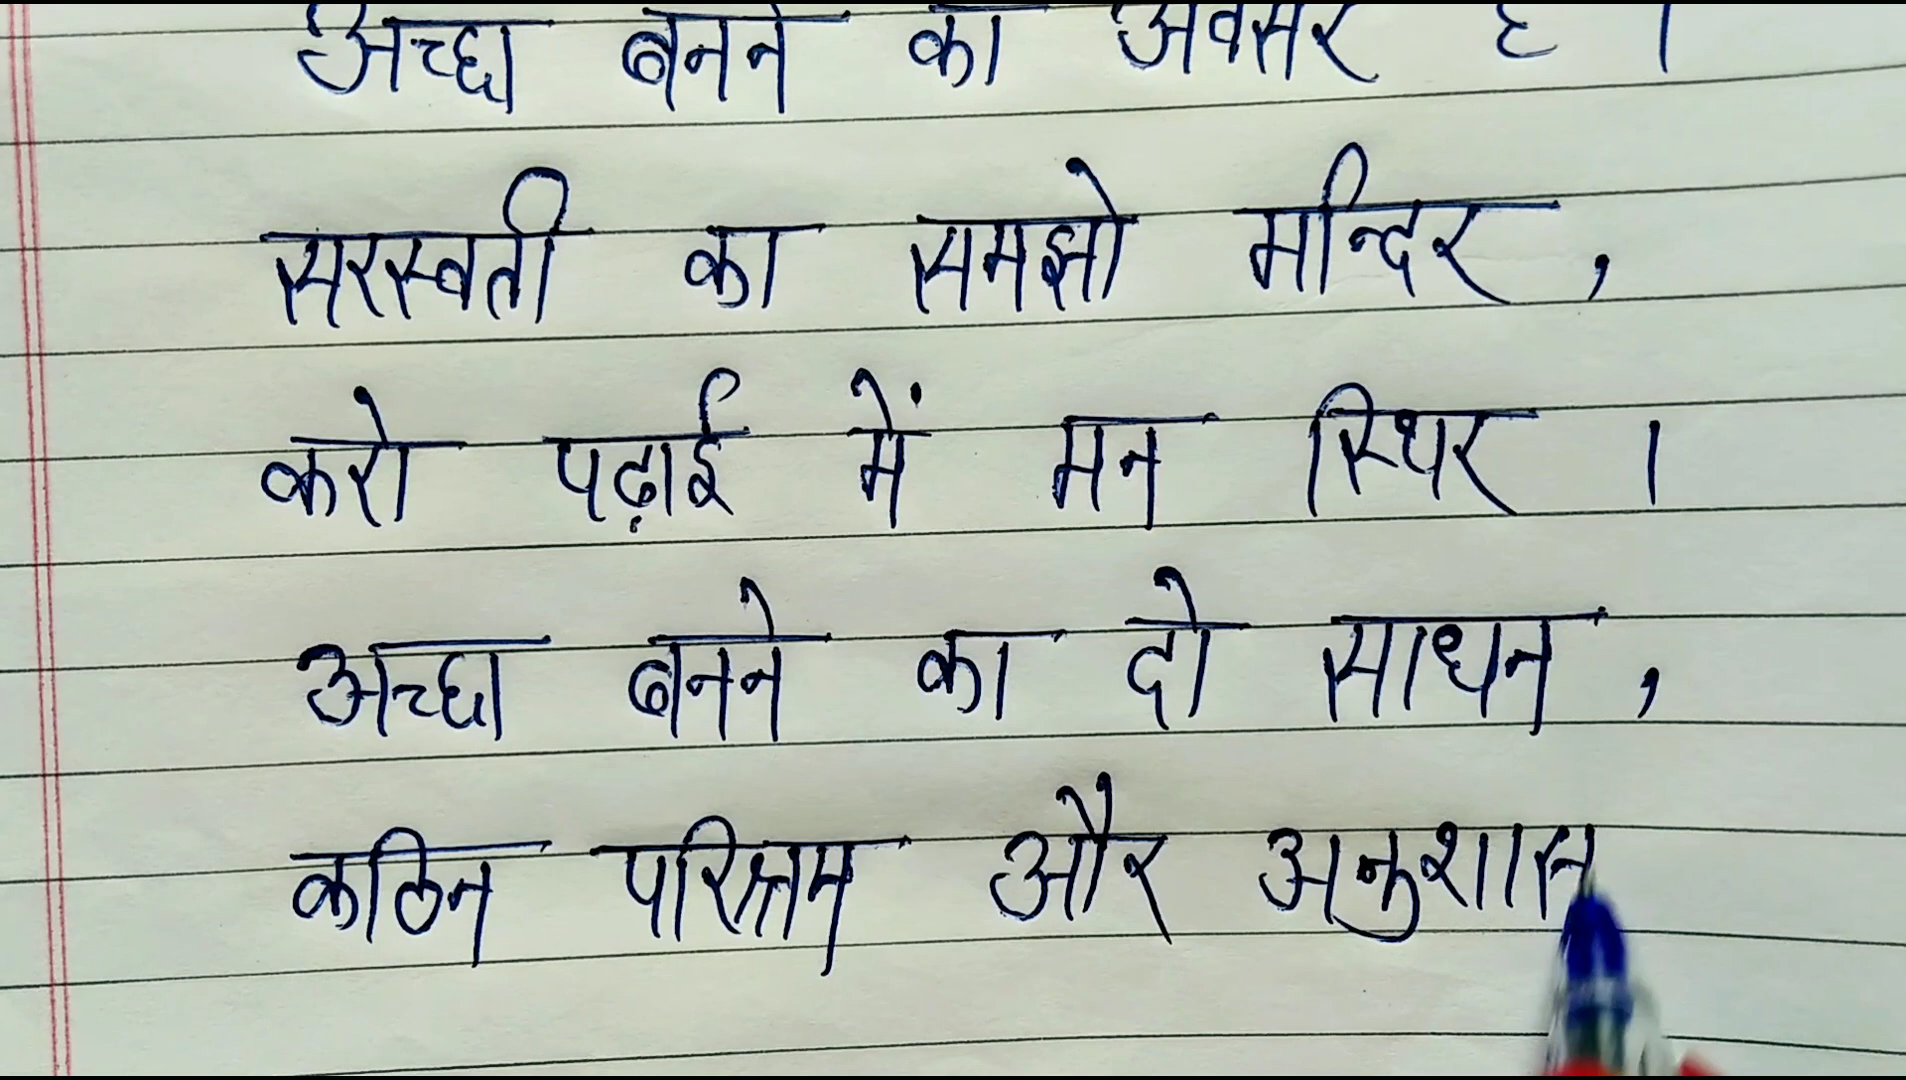 अच्छा बनने का अवसर है ।
सरस्वती का समझो मन्दिर ,
करो पढ़ाई में मन स्थिर ।
अच्छा बनने का दो साधन ,
कठिन परिश्रम और अनुशासन